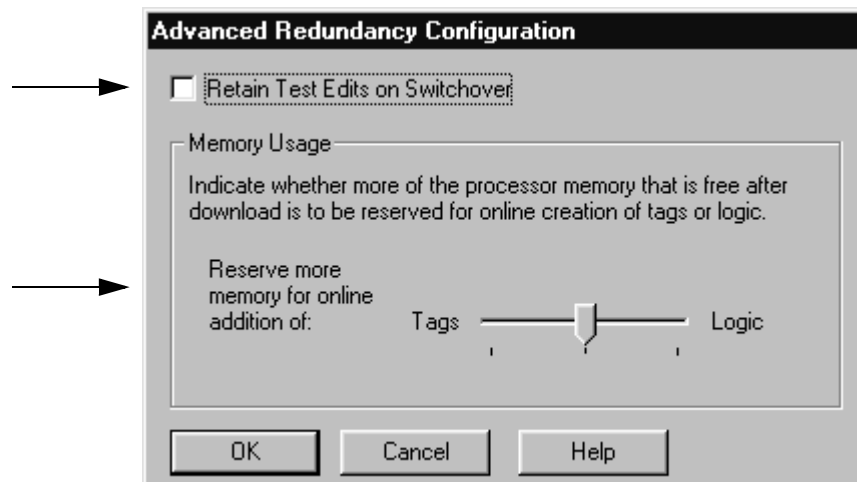 Advanced Redundancy Configuration
Retain Test Edits on Switchover
Memory Usage
Indicate whether more of the processor memory that is free after
download is to be reserved for online creation of tags or logic.
Reserve more
memory for online
addition of:
Tags
Logic
OK
Cancel
Help